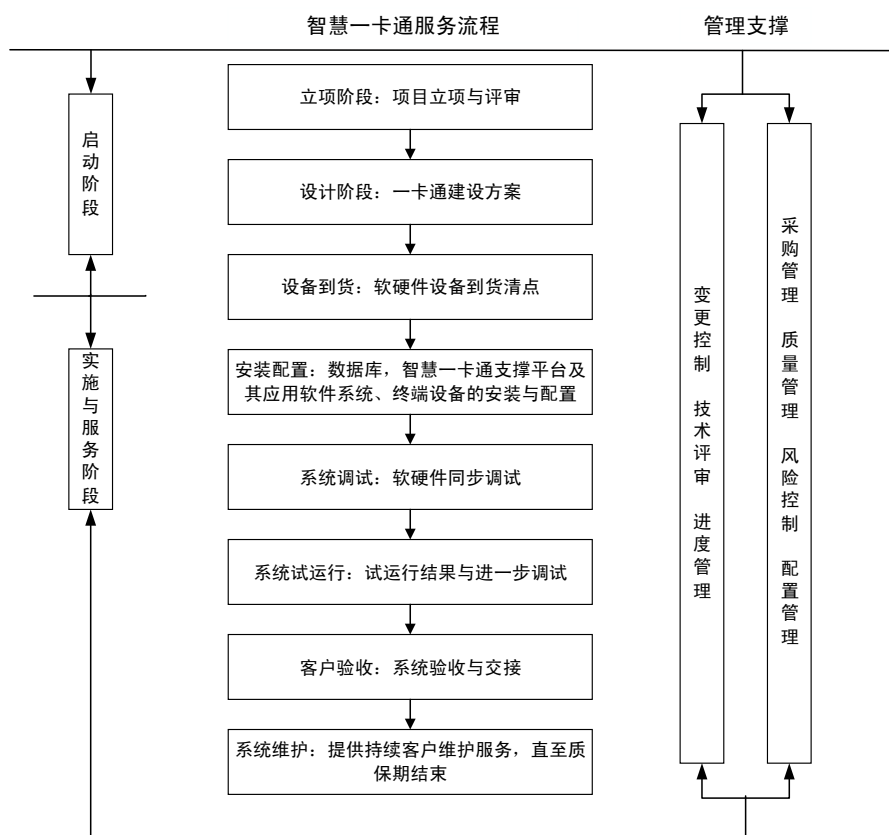 智慧一卡通服务流程
管理支撑
启动阶段
实施与服务阶段
立项阶段：项目立项与评审
设计阶段：一卡通建设方案
设备到货：软硬件设备到货清点
安装配置：数据库，智慧一卡通支撑平台及
其应用软件系统、终端设备的安装与配置
系统调试：软硬件同步调试
系统试运行：试运行结果与进一步调试
客户验收：系统验收与交接
系统维护：提供持续客户维护服务，直至质
保期结束
变更控制 技术评审 进度管理
采购管理 质量管理 风险控制 配置管理